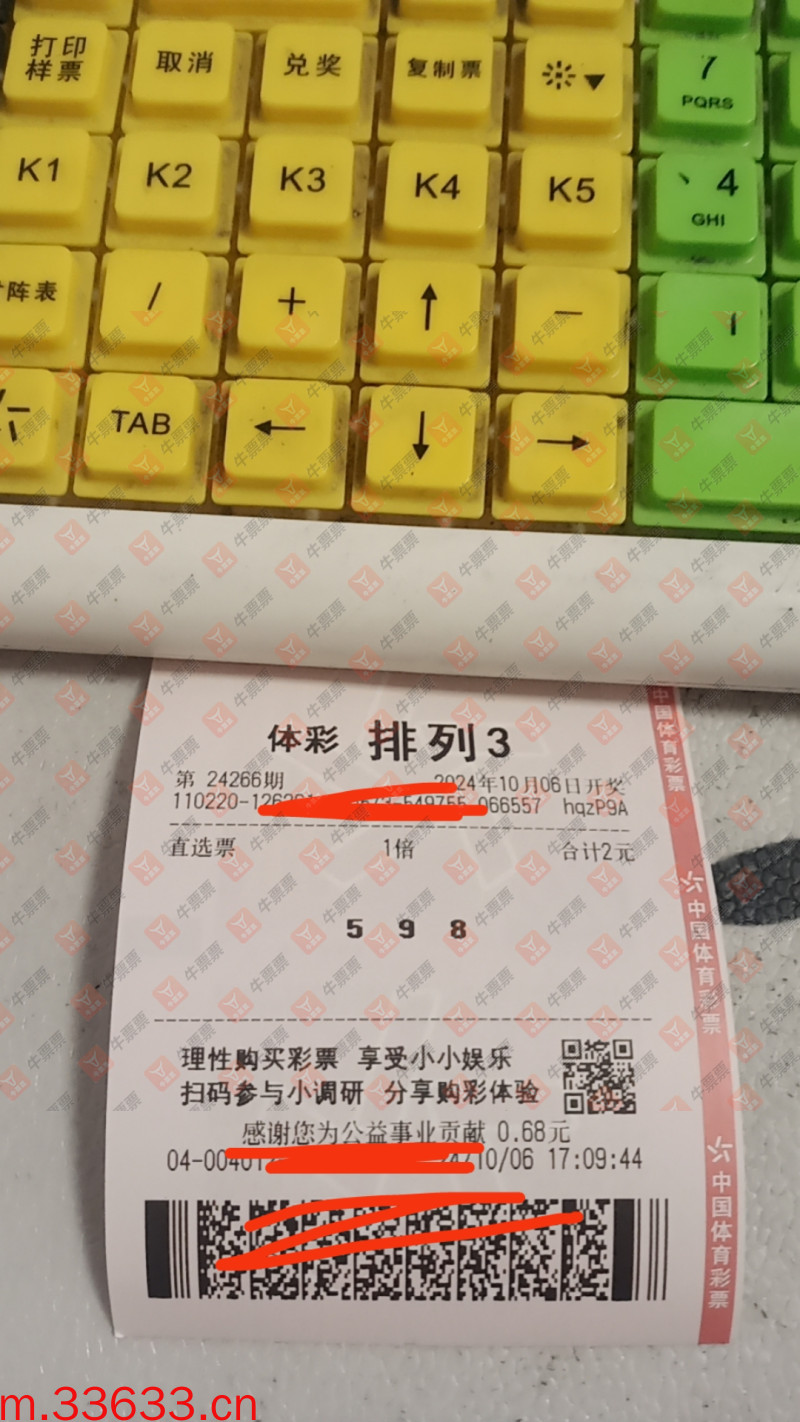 打印
样票
取消
兑奖
复制票
7
PQRS
K1
K2
K3
K4
K5
4
GHI
阵表
/
+
↑
-
TAB
←
↓
→
体彩 排列3
第 24266期 2024年10月06日开奖
066557 hqzP9A
直选票 1倍 合计2元
5 9 8
理性购买彩票 享受小小娱乐
扫码参与小调研 分享购彩体验
感谢您为公益事业贡献 0.68元
/10/06 17:09:44
中国体育彩票
中国体育彩票
中国体育彩票
牛票票
m.33633.cn